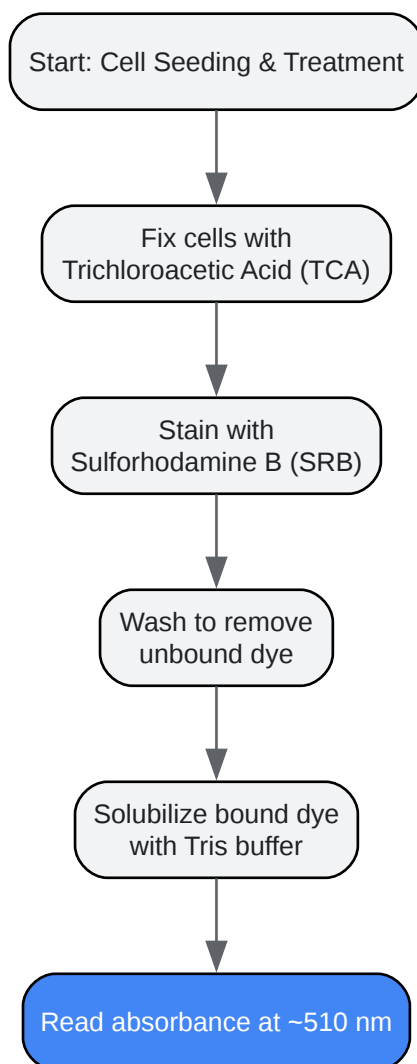 Start: Cell Seeding & Treatment
Fix cells with
Trichloroacetic Acid (TCA)
Stain with
Sulforhodamine B (SRB)
Wash to remove
unbound dye
Solubilize bound dye
with Tris buffer
Read absorbance at ~510 nm